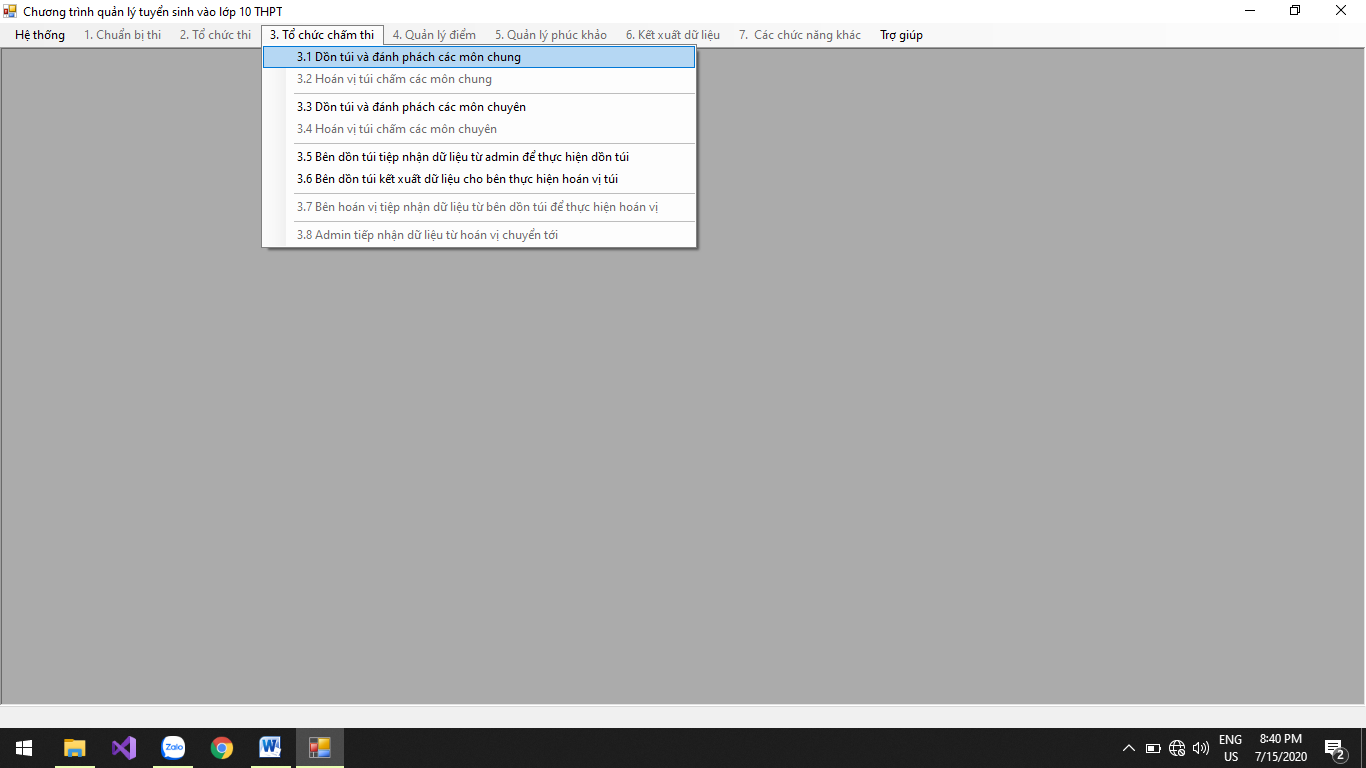 Chương trình quản lý tuyển sinh vào lớp 10 THPT
Hệ thống 1. Chuẩn bị thi 2. Tổ chức thi 3. Tổ chức chấm thi 4. Quản lý điểm 5. Quản lý phúc khảo 6. Kết xuất dữ liệu 7. Các chức năng khác Trợ giúp
3.1 Dồn túi và đánh phách các môn chung
3.2 Hoán vị túi chấm các môn chung
3.3 Dồn túi và đánh phách các môn chuyên
3.4 Hoán vị túi chấm các môn chuyên
3.5 Bên dồn túi tiếp nhận dữ liệu từ admin để thực hiện dồn túi
3.6 Bên dồn túi kết xuất dữ liệu cho bên thực hiện hoán vị túi
3.7 Bên hoán vị tiếp nhận dữ liệu từ bên dồn túi để thực hiện hoán vị
3.8 Admin tiếp nhận dữ liệu từ hoán vị chuyển tới
Zalo
W
ENG
US
8:40 PM
7/15/2020
2